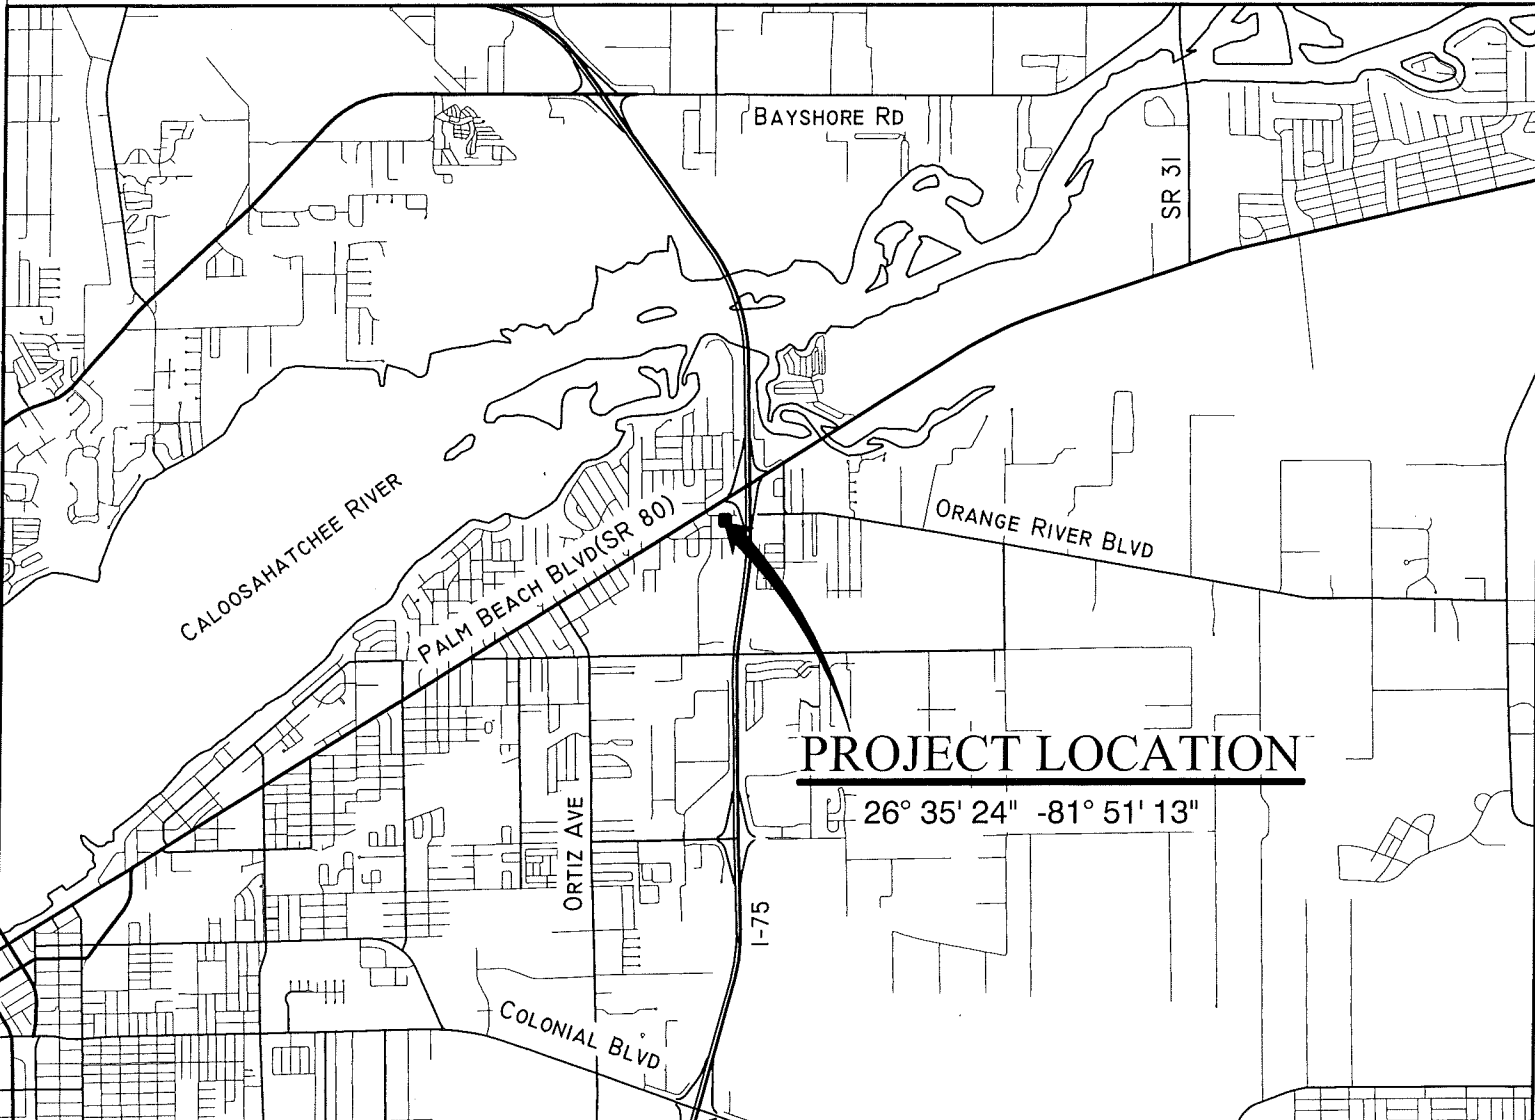 BAYSHORE RD
SR 31
CALOOSAHATCHEE RIVER
PALM BEACH BLVD(SR 80)
ORANGE RIVER BLVD
PROJECT LOCATION
26° 35' 24" -81° 51' 13"
ORTIZ AVE
I-75
COLONIAL BLVD